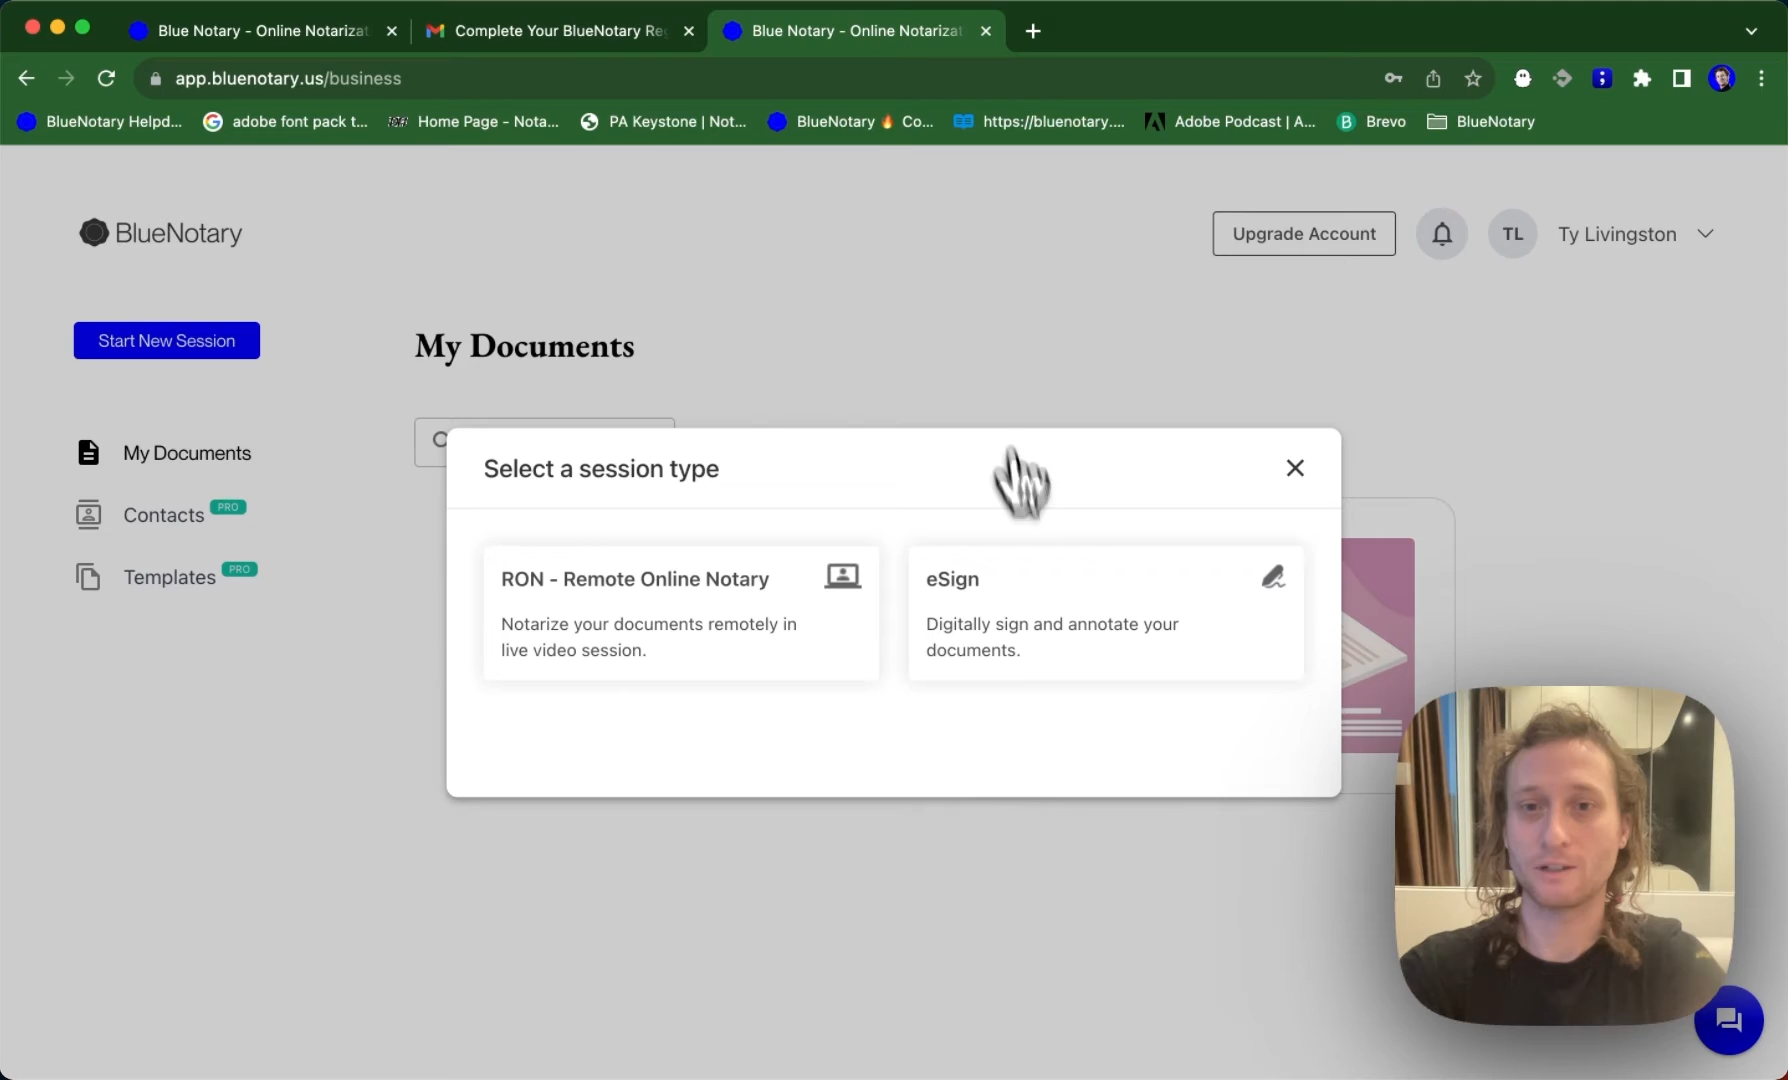 Blue Notary - Online Notarizat
Complete Your BlueNotary Reg
Blue Notary - Online Notarizat
app.bluenotary.us/business
BlueNotary Helpd...
adobe font pack t...
Home Page - Nota...
PA Keystone | Not...
BlueNotary 🔥 Co...
https://bluenotary....
Adobe Podcast | A...
Brevo
BlueNotary
BlueNotary
Upgrade Account
TL
Ty Livingston
Start New Session
My Documents
My Documents
Contacts PRO
Templates PRO
Select a session type
RON - Remote Online Notary
Notarize your documents remotely in
live video session.
eSign
Digitally sign and annotate your
documents.